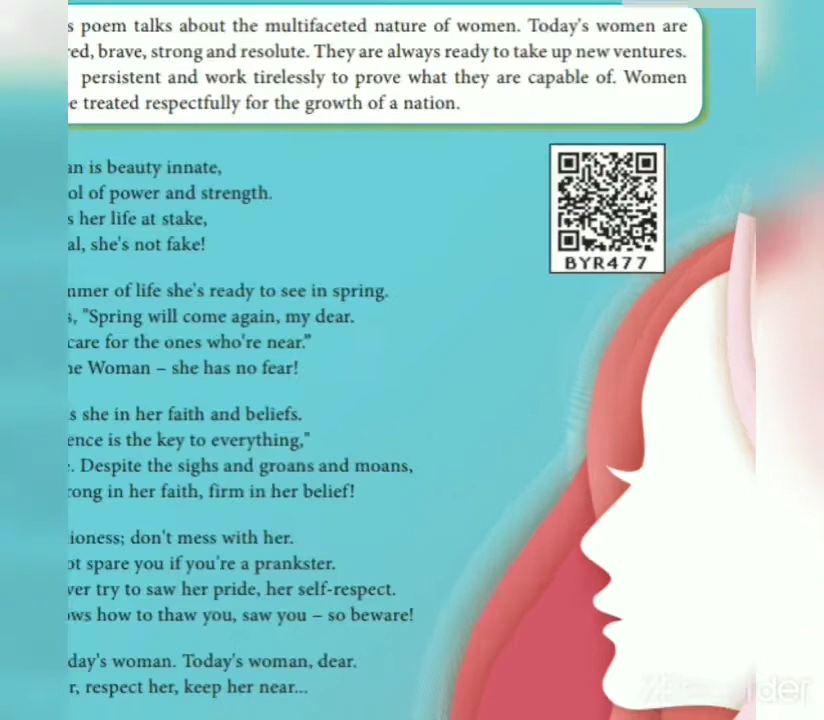 s poem talks about the multifaceted nature of women. Today's women are
ed, brave, strong and resolute. They are always ready to take up new ventures.
persistent and work tirelessly to prove what they are capable of. Women
e treated respectfully for the growth of a nation.
an is beauty innate,
ol of power and strength.
s her life at stake,
al, she's not fake!
mmer of life she's ready to see in spring.
s, "Spring will come again, my dear.
care for the ones who're near."
he Woman – she has no fear!
s she in her faith and beliefs.
ence is the key to everything,"
. Despite the sighs and groans and moans,
rong in her faith, firm in her belief!
ioness; don't mess with her.
ot spare you if you're a prankster.
ver try to saw her pride, her self-respect.
ows how to thaw you, saw you – so beware!
day's woman. Today's woman, dear.
r, respect her, keep her near...
BYR477